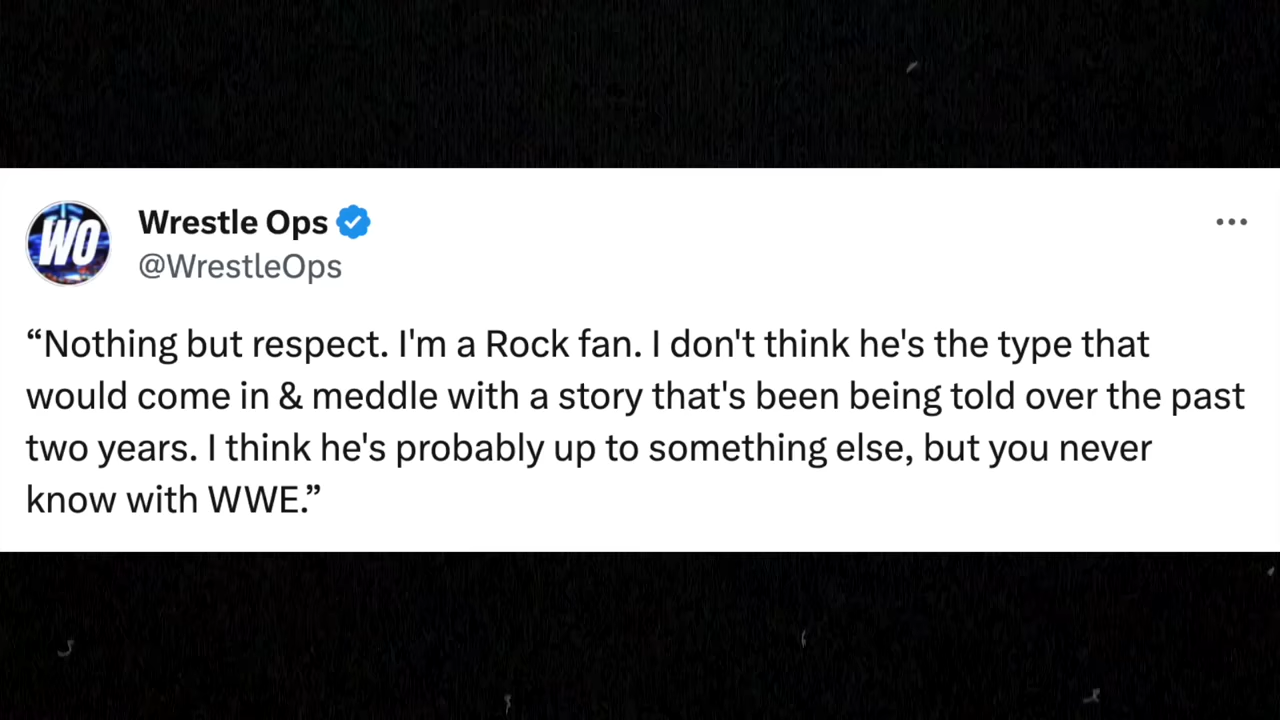 WO
Wrestle Ops
@WrestleOps
“Nothing but respect. I'm a Rock fan. I don't think he's the type that
would come in & meddle with a story that's been being told over the past
two years. I think he's probably up to something else, but you never
know with WWE.”